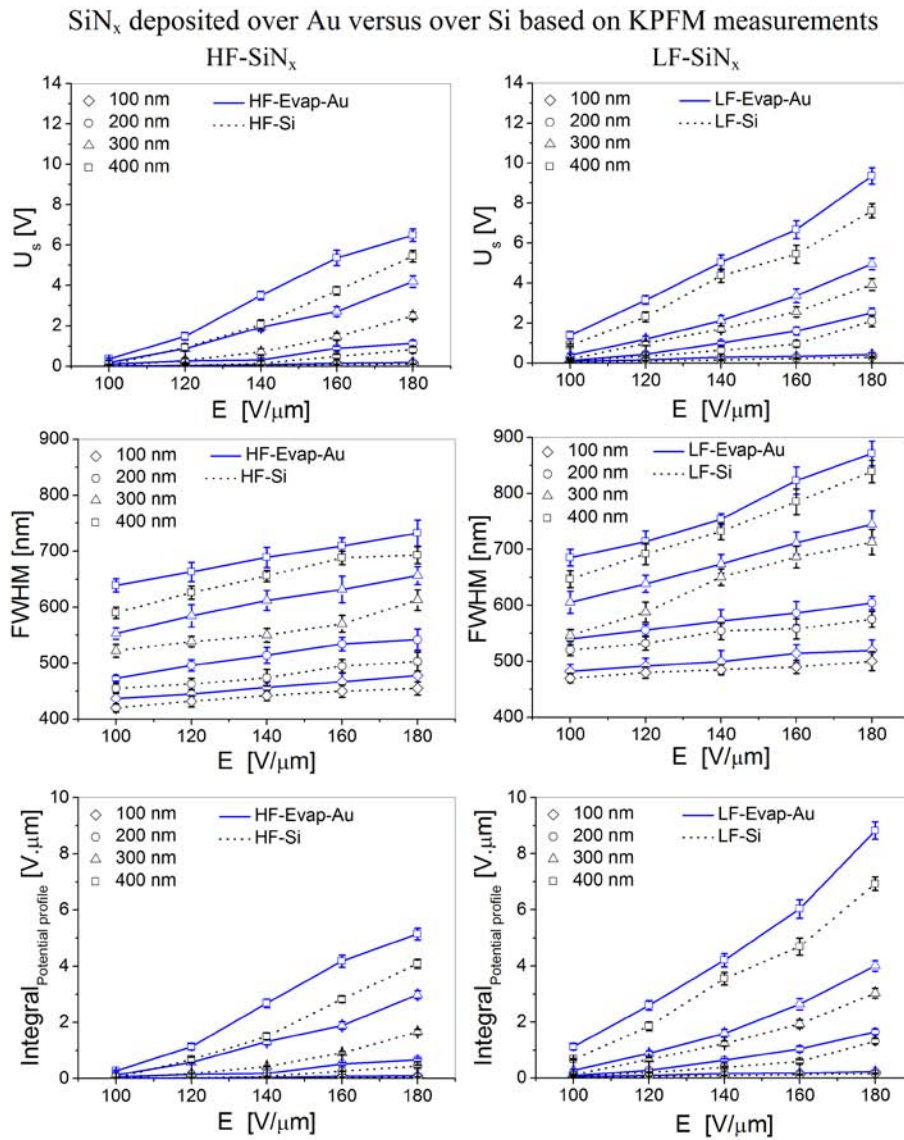 SiNₓ deposited over Au versus over Si based on KPFM measurements
HF-SiNₓ
LF-SiNₓ
14
12
10
8
6
4
2
0
Uₛ [V]
100 nm
200 nm
300 nm
400 nm
HF-Evap-Au
HF-Si
100 120 140 160 180
E [V/μm]
14
12
10
8
6
4
2
0
Uₛ [V]
100 nm
200 nm
300 nm
400 nm
LF-Evap-Au
LF-Si
100 120 140 160 180
E [V/μm]
900
800
700
600
500
400
FWHM [nm]
100 nm
200 nm
300 nm
400 nm
HF-Evap-Au
HF-Si
100 120 140 160 180
E [V/μm]
900
800
700
600
500
400
FWHM [nm]
100 nm
200 nm
300 nm
400 nm
LF-Evap-Au
LF-Si
100 120 140 160 180
E [V/μm]
10
8
6
4
2
0
Integral Potential profile [V.μm]
100 nm
200 nm
300 nm
400 nm
HF-Evap-Au
HF-Si
100 120 140 160 180
E [V/μm]
10
8
6
4
2
0
Integral Potential profile [V.μm]
100 nm
200 nm
300 nm
400 nm
LF-Evap-Au
LF-Si
100 120 140 160 180
E [V/μm]